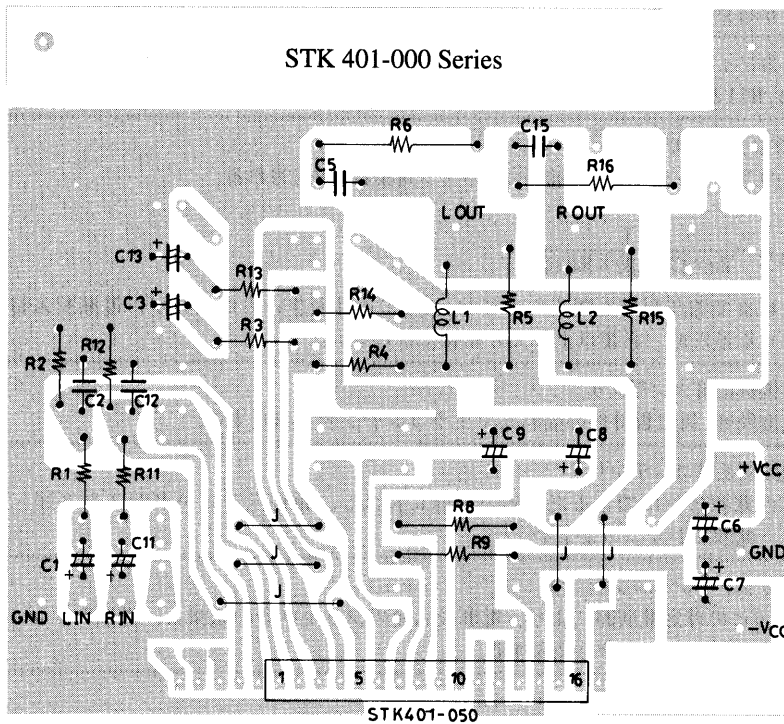 STK 401-000 Series
R6
C15
C5
R16
L OUT
R OUT
+
C13
R13
+
C3
R14
R12
R3
L1
R5
L2
R15
R2
R4
C2
C12
+
C9
C8
+
R1
R11
+VCC
R8
+
C6
J
C11
R9
C1
+
+
J
J
J
GND
+
C7
J
GND
L IN
R IN
-VCC
1
5
10
16
STK401-050